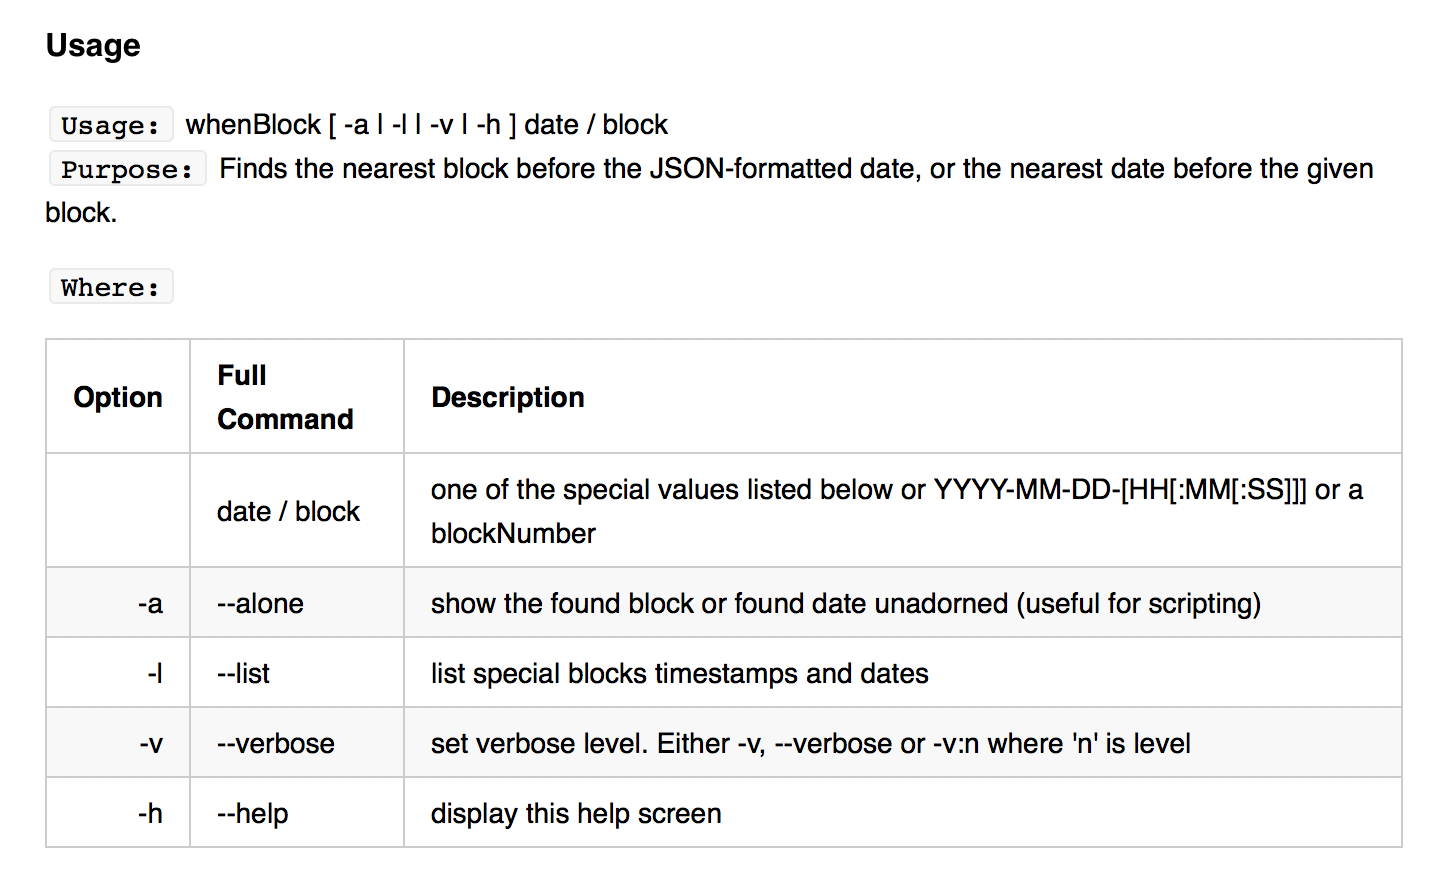 Usage
Usage: whenBlock [ -a | -l | -v | -h ] date / block
Purpose: Finds the nearest block before the JSON-formatted date, or the nearest date before the given
block.
Where:
Option Full Command Description
date / block one of the special values listed below or YYYY-MM-DD-[HH[:MM[:SS]]] or a
blockNumber
-a --alone show the found block or found date unadorned (useful for scripting)
-l --list list special blocks timestamps and dates
-v --verbose set verbose level. Either -v, --verbose or -v:n where 'n' is level
-h --help display this help screen